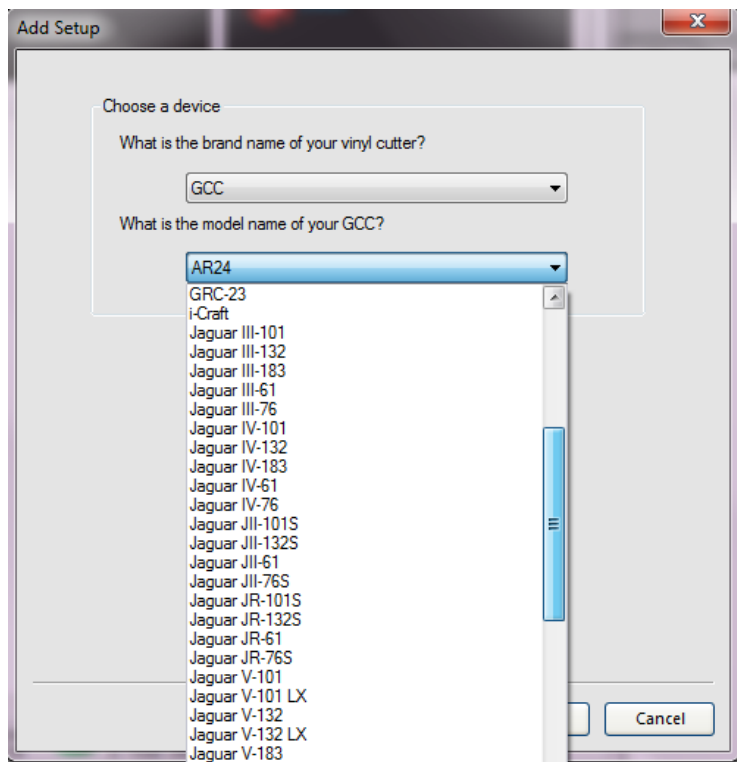 Add Setup
Choose a device
What is the brand name of your vinyl cutter?
GCC
What is the model name of your GCC?
AR24
GRC-23
i-Craft
Jaguar III-101
Jaguar III-132
Jaguar III-183
Jaguar III-61
Jaguar III-76
Jaguar IV-101
Jaguar IV-132
Jaguar IV-183
Jaguar IV-61
Jaguar IV-76
Jaguar JII-101S
Jaguar JII-132S
Jaguar JII-61
Jaguar JII-76S
Jaguar JR-101S
Jaguar JR-132S
Jaguar JR-61
Jaguar JR-76S
Jaguar V-101
Jaguar V-101 LX
Jaguar V-132
Jaguar V-132 LX
Jaguar V-183
Cancel